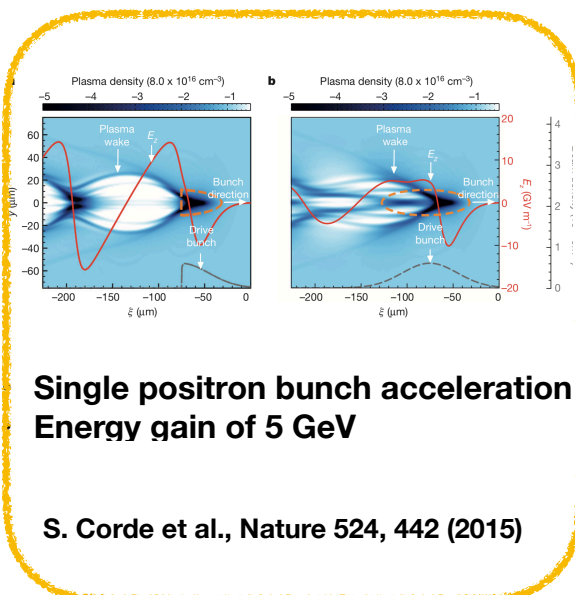 Plasma density (8.0 x 10¹⁶ cm⁻³)
−5 −4 −3 −2 −1
b
Plasma density (8.0 x 10¹⁶ cm⁻³)
−5 −4 −3 −2 −1
60
40
20
0
−20
−40
−60
y (μm)
Plasma
wake
E_z
Bunch
direction
Drive
bunch
−200 −150 −100 −50 0
ξ (μm)
Plasma
wake
E_z
Bunch
direction
Drive
bunch
−200 −150 −100 −50 0
ξ (μm)
20
10
0
−10
−20
E_z (GV m⁻¹)
4
3
2
1
0
Single positron bunch acceleration
Energy gain of 5 GeV
S. Corde et al., Nature 524, 442 (2015)